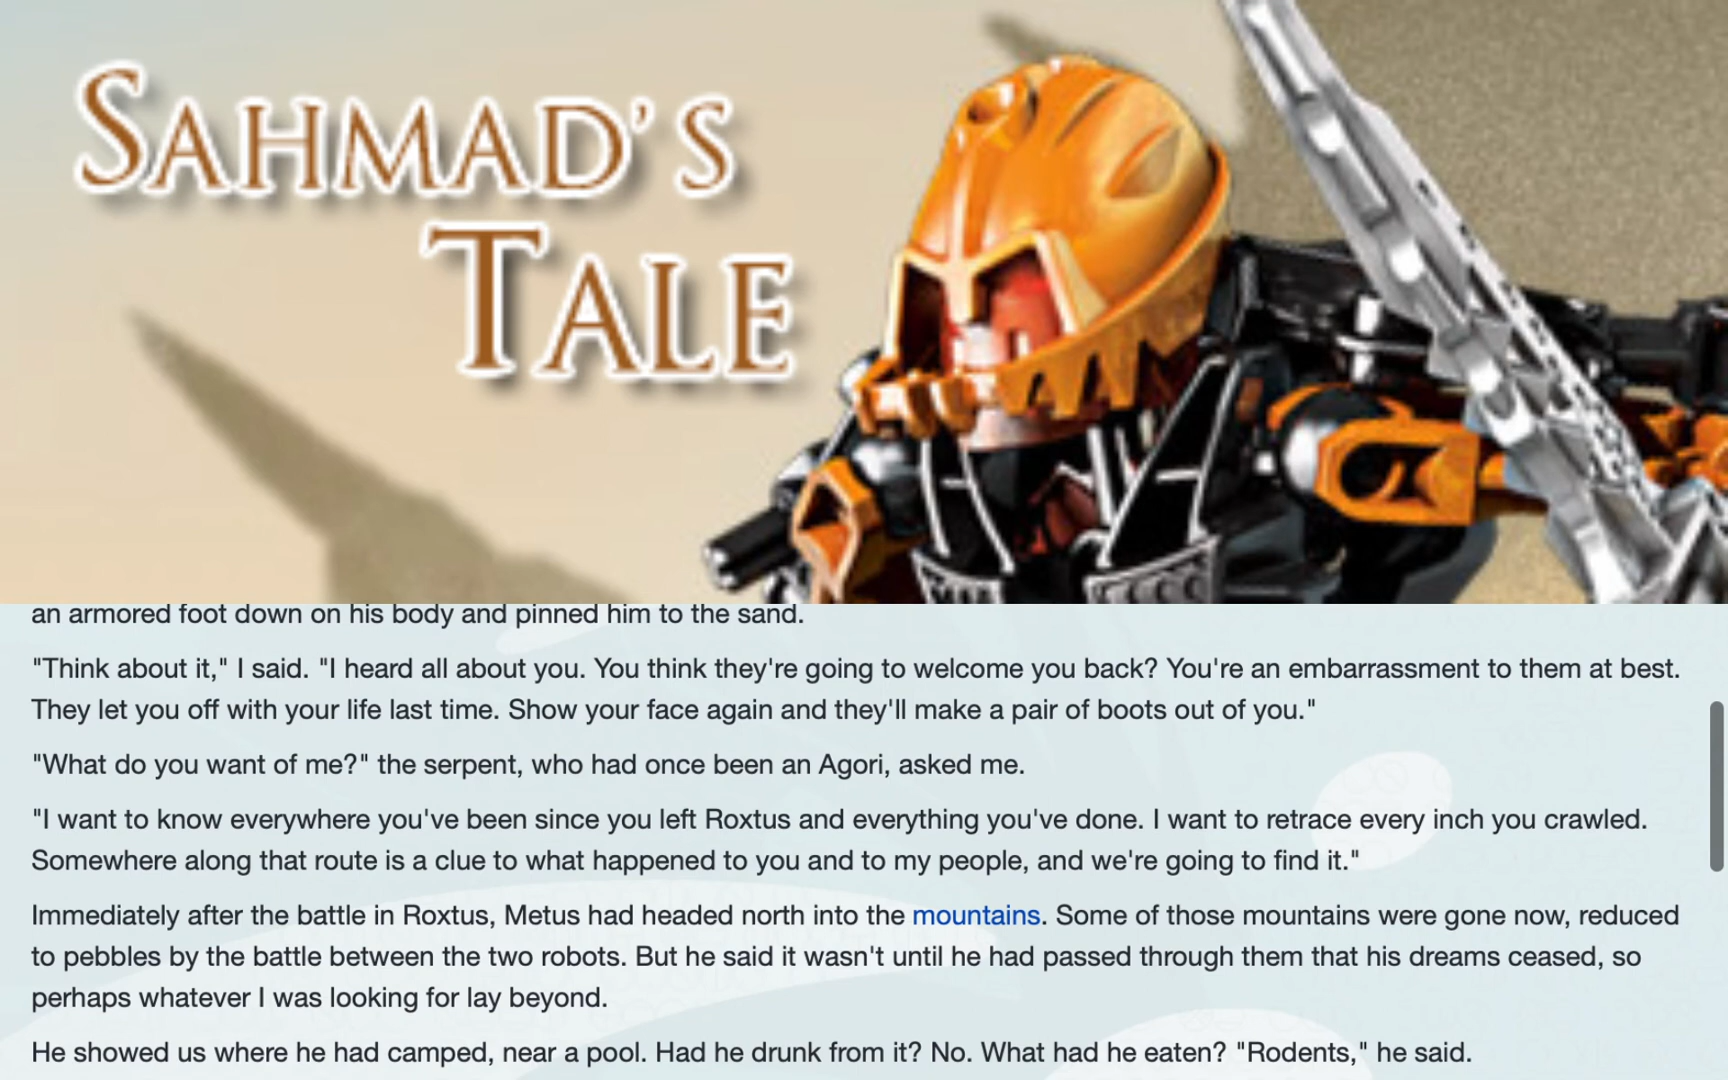 SAHMAD'S
TALE
an armored foot down on his body and pinned him to the sand.
"Think about it," I said. "I heard all about you. You think they're going to welcome you back? You're an embarrassment to them at best.
They let you off with your life last time. Show your face again and they'll make a pair of boots out of you."
"What do you want of me?" the serpent, who had once been an Agori, asked me.
"I want to know everywhere you've been since you left Roxtus and everything you've done. I want to retrace every inch you crawled.
Somewhere along that route is a clue to what happened to you and to my people, and we're going to find it."
Immediately after the battle in Roxtus, Metus had headed north into the mountains. Some of those mountains were gone now, reduced
to pebbles by the battle between the two robots. But he said it wasn't until he had passed through them that his dreams ceased, so
perhaps whatever I was looking for lay beyond.
He showed us where he had camped, near a pool. Had he drunk from it? No. What had he eaten? "Rodents," he said.